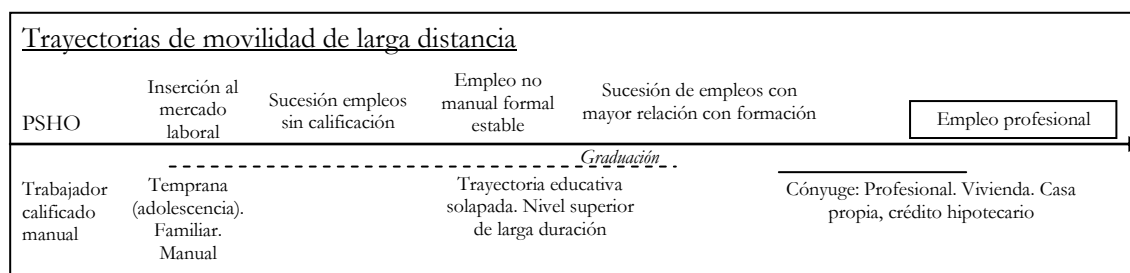 Trayectorias de movilidad de larga distancia
PSHO
Inserción al
mercado
laboral
Sucesión empleos
sin calificación
Empleo no
manual formal
estable
Sucesión de empleos con
mayor relación con formación
Empleo profesional
Graduación
Trabajador
calificado
manual
Temprana
(adolescencia).
Familiar.
Manual
Trayectoria educativa
solapada. Nivel superior
de larga duración
Cónyuge: Profesional. Vivienda. Casa
propia, crédito hipotecario